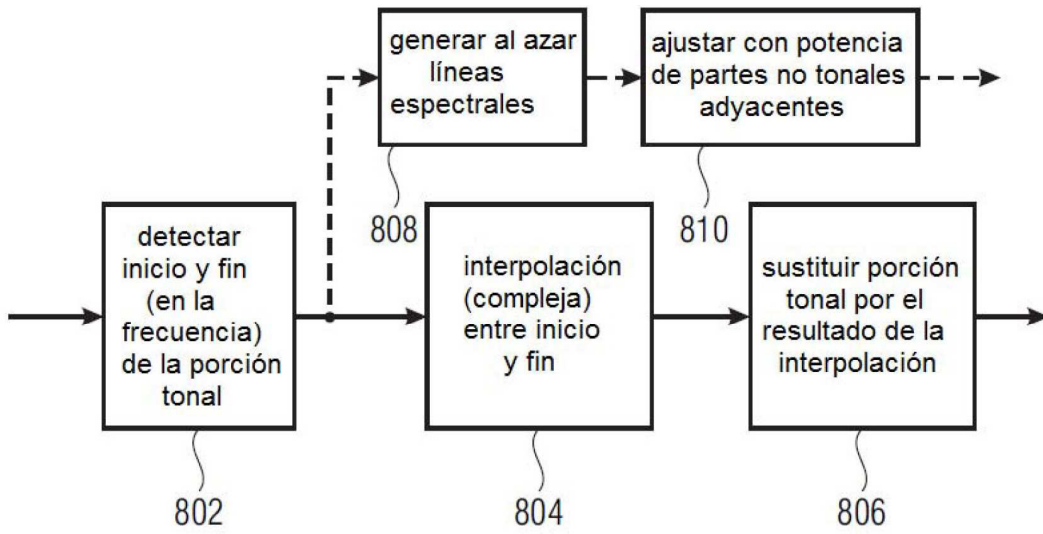 generar al azar
líneas
espectrales
ajustar con potencia
de partes no tonales
adyacentes
808
810
detectar
inicio y fin
(en la
frecuencia)
de la porción
tonal
interpolación
(compleja)
entre inicio
y fin
sustituir porción
tonal por el
resultado de la
interpolación
802
804
806